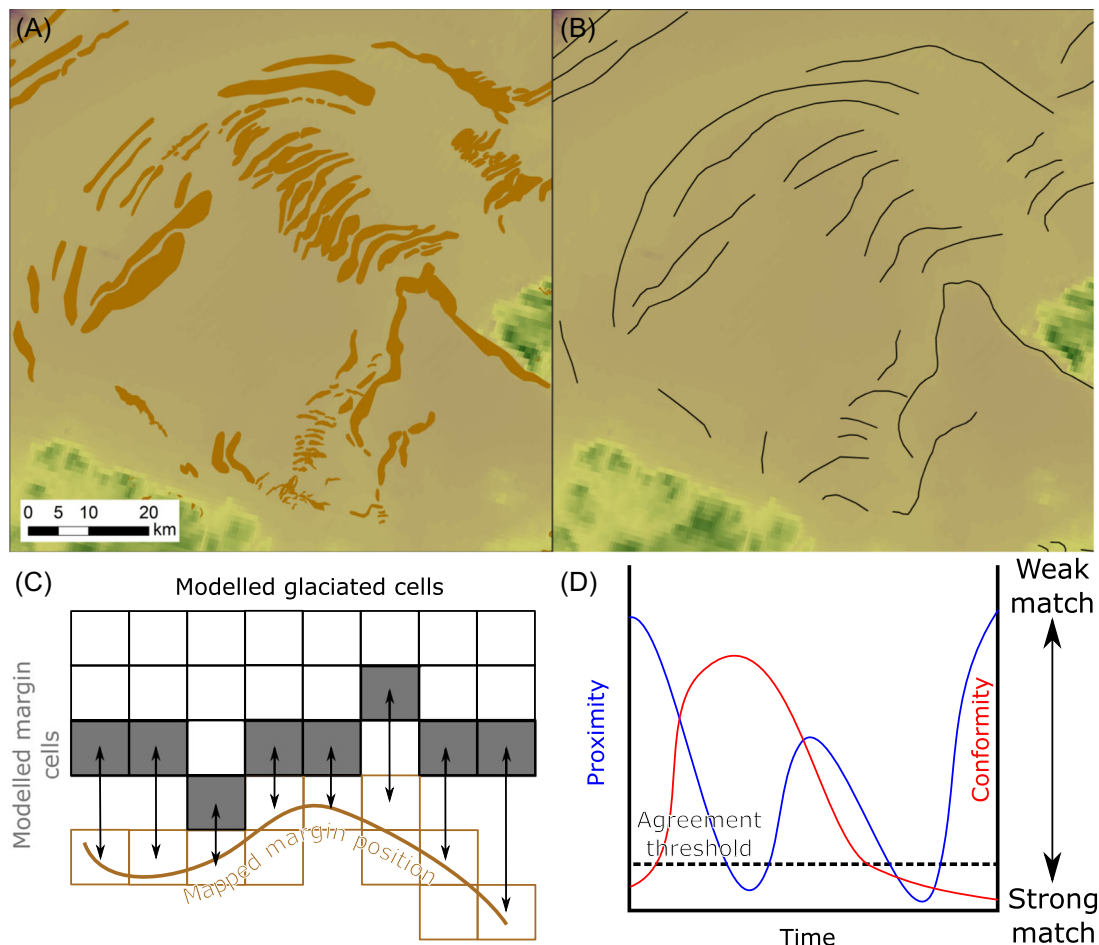 (A)
(B)
0 5 10 20
km
(C)
Modelled glaciated cells
Modelled margin
cells
Mapped margin position
(D)
Proximity
Conformity
Agreement
threshold
Time
Weak
match
Strong
match